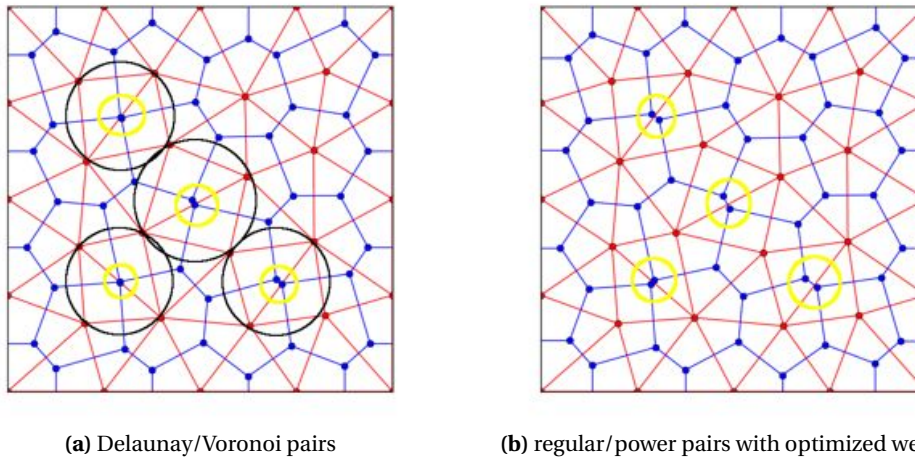 (a) Delaunay/Voronoi pairs
(b) regular/power pairs with optimized we